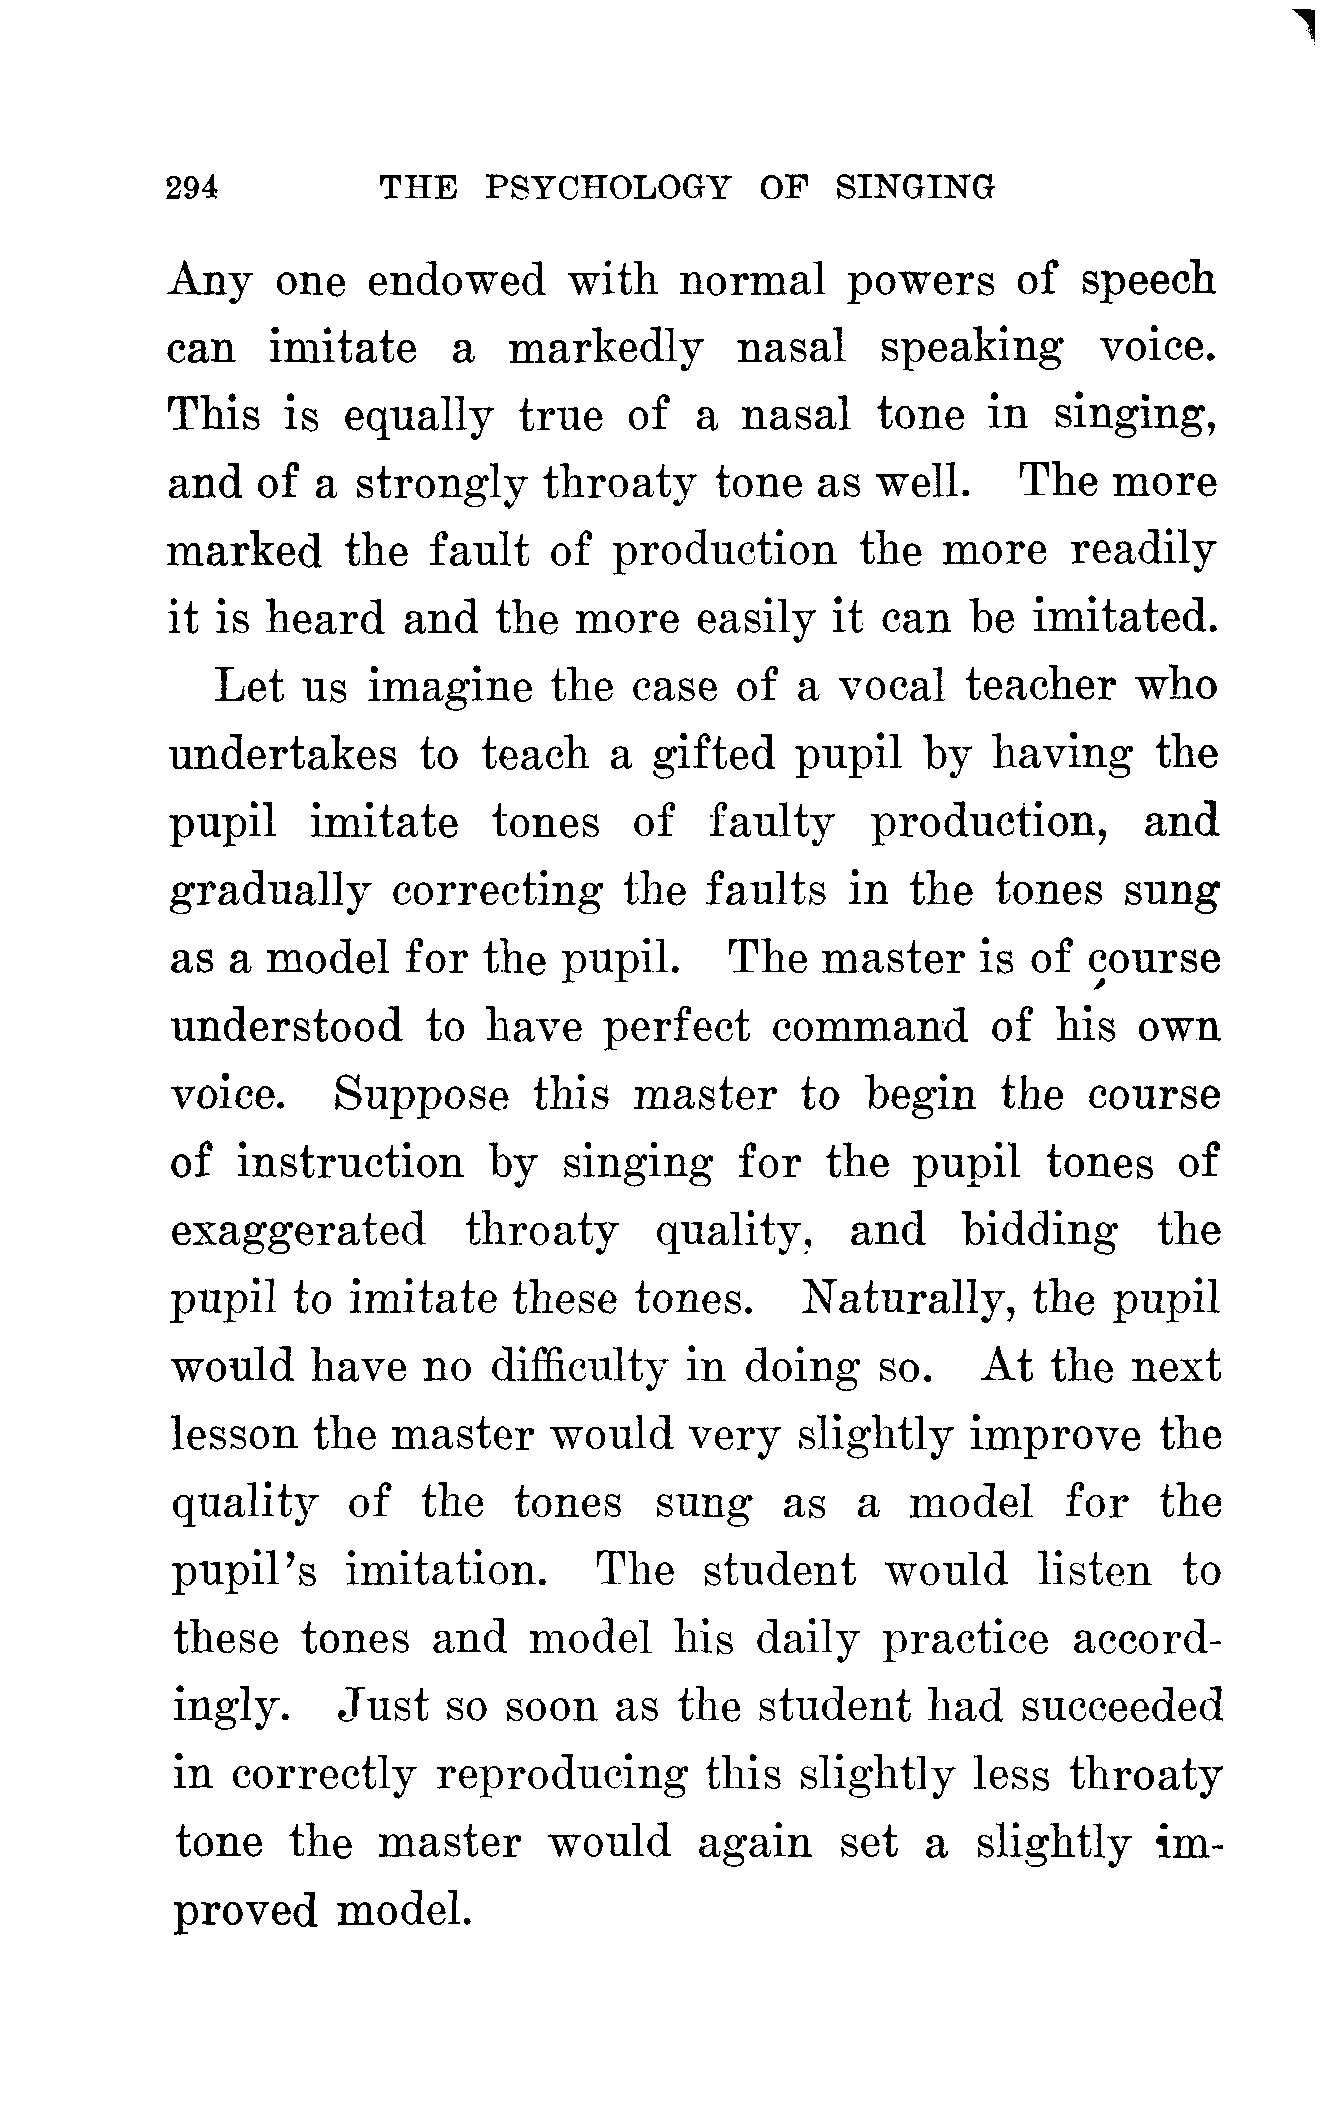 294 THE PSYCHOLOGY OF SINGING
Any one endowed with normal powers of speech
can imitate a markedly nasal speaking voice.
This is equally true of a nasal tone in singing,
and of a strongly throaty tone as well. The more
marked the fault of production the more readily
it is heard and the more easily it can be imitated.
Let us imagine the case of a vocal teacher who
undertakes to teach a gifted pupil by having the
pupil imitate tones of faulty production, and
gradually correcting the faults in the tones sung
as a model for the pupil. The master is of course
understood to have perfect command of his own
voice. Suppose this master to begin the course
of instruction by singing for the pupil tones of
exaggerated throaty quality, and bidding the
pupil to imitate these tones. Naturally, the pupil
would have no difficulty in doing so. At the next
lesson the master would very slightly improve the
quality of the tones sung as a model for the
pupil's imitation. The student would listen to
these tones and model his daily practice accord-
ingly. Just so soon as the student had succeeded
in correctly reproducing this slightly less throaty
tone the master would again set a slightly im-
proved model.